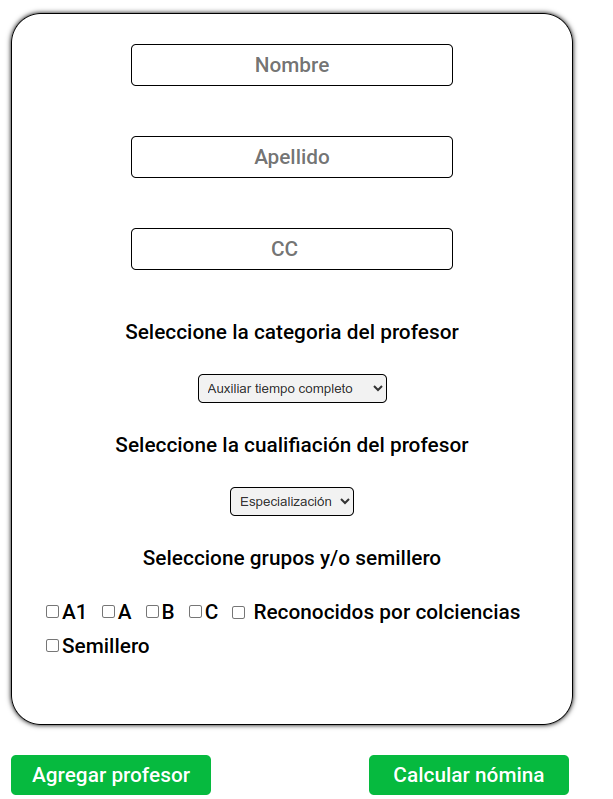 Nombre
Apellido
CC
Seleccione la categoria del profesor
Auxiliar tiempo completo
Seleccione la cualifiación del profesor
Especialización
Seleccione grupos y/o semillero
A1 A B C Reconocidos por colciencias
Semillero
Agregar profesor Calcular nómina